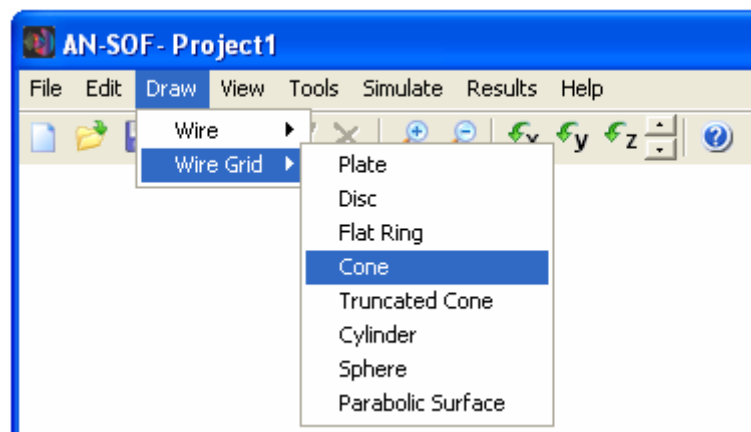 AN-SOF - Project1
File Edit Draw View Tools Simulate Results Help
Wire
Wire Grid
x y z ?
Plate
Disc
Flat Ring
Cone
Truncated Cone
Cylinder
Sphere
Parabolic Surface